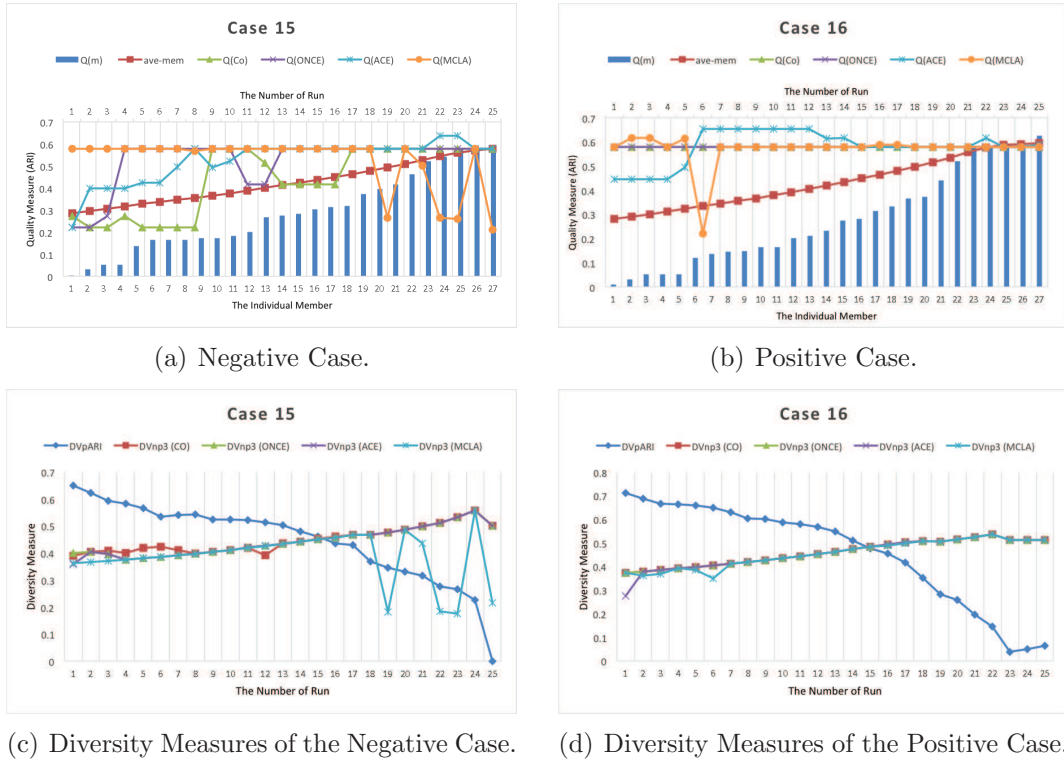 Case 15
Q(m) ave-mem Q(Co) Q(ONCE) Q(ACE) Q(MCLA)
The Number of Run
1 2 3 4 5 6 7 8 9 10 11 12 13 14 15 16 17 18 19 20 21 22 23 24 25
Quality Measure (ARI)
0.7
0.6
0.5
0.4
0.3
0.2
0.1
0
1 2 3 4 5 6 7 8 9 10 11 12 13 14 15 16 17 18 19 20 21 22 23 24 25 26 27
The Individual Member
(a) Negative Case.
Case 16
Q(m) ave-mem Q(Co) Q(ONCE) Q(ACE) Q(MCLA)
The Number of Run
1 2 3 4 5 6 7 8 9 10 11 12 13 14 15 16 17 18 19 20 21 22 23 24 25
Quality Measure (ARI)
0.7
0.6
0.5
0.4
0.3
0.2
0.1
0
1 2 3 4 5 6 7 8 9 10 11 12 13 14 15 16 17 18 19 20 21 22 23 24 25 26 27
The Individual Member
(b) Positive Case.
Case 15
DVpARI DVnp3 (CO) DVnp3 (ONCE) DVnp3 (ACE) DVnp3 (MCLA)
Diversity Measure
0.7
0.6
0.5
0.4
0.3
0.2
0.1
0
1 2 3 4 5 6 7 8 9 10 11 12 13 14 15 16 17 18 19 20 21 22 23 24 25
The Number of Run
(c) Diversity Measures of the Negative Case.
Case 16
DVpARI DVnp3 (CO) DVnp3 (ONCE) DVnp3 (ACE) DVnp3 (MCLA)
Diversity Measure
0.8
0.7
0.6
0.5
0.4
0.3
0.2
0.1
0
1 2 3 4 5 6 7 8 9 10 11 12 13 14 15 16 17 18 19 20 21 22 23 24 25
The Number of Run
(d) Diversity Measures of the Positive Case.